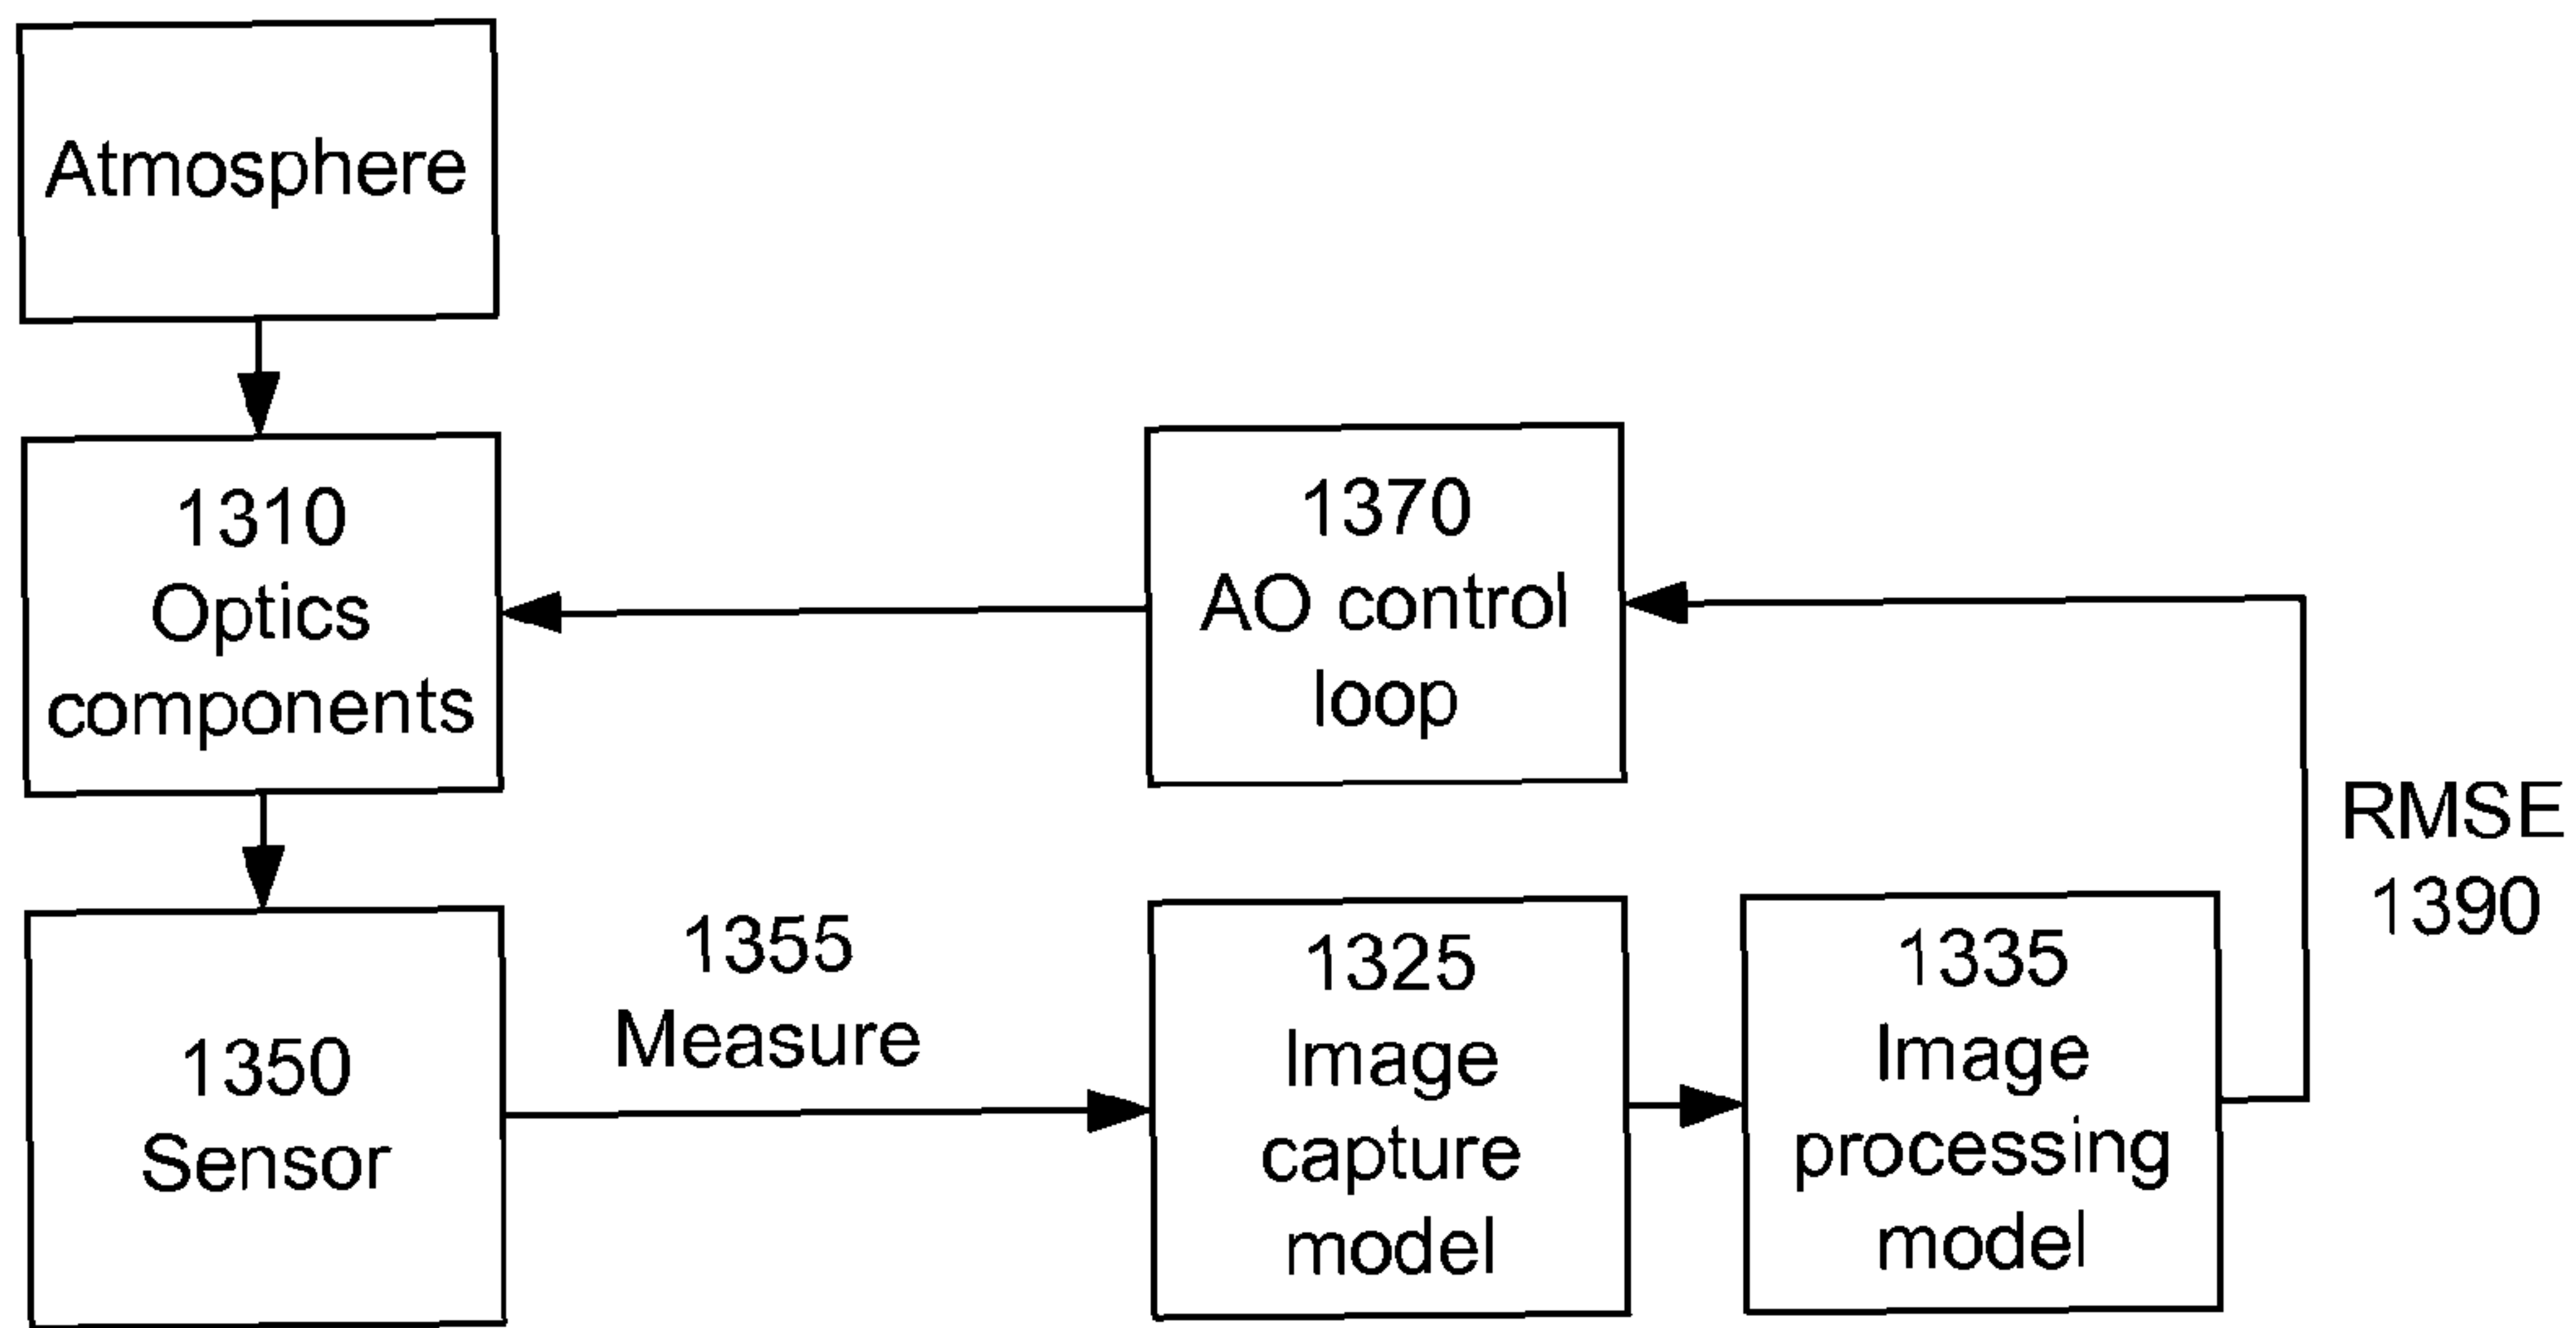 Atmosphere
1310
Optics
components
1370
AO control
loop
RMSE
1390
1350
Sensor
1355
Measure
1325
Image
capture
model
1335
Image
processing
model